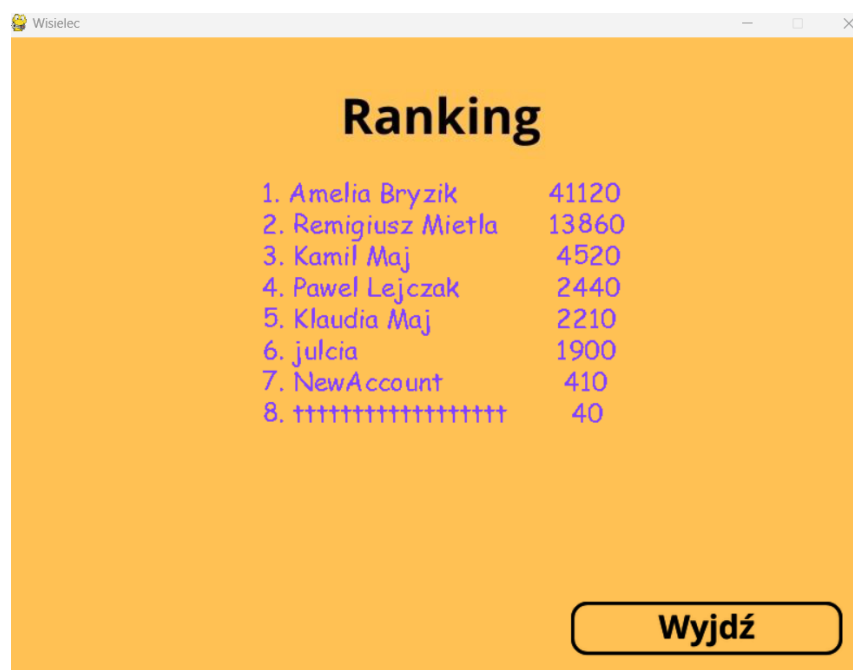 Wisielec
Ranking
1. Amelia Bryzik 41120
2. Remigiusz Mietla 13860
3. Kamil Maj 4520
4. Pawel Lejczak 2440
5. Klaudia Maj 2210
6. julcia 1900
7. NewAccount 410
8. tttttttttttttttttt 40
Wyjdź